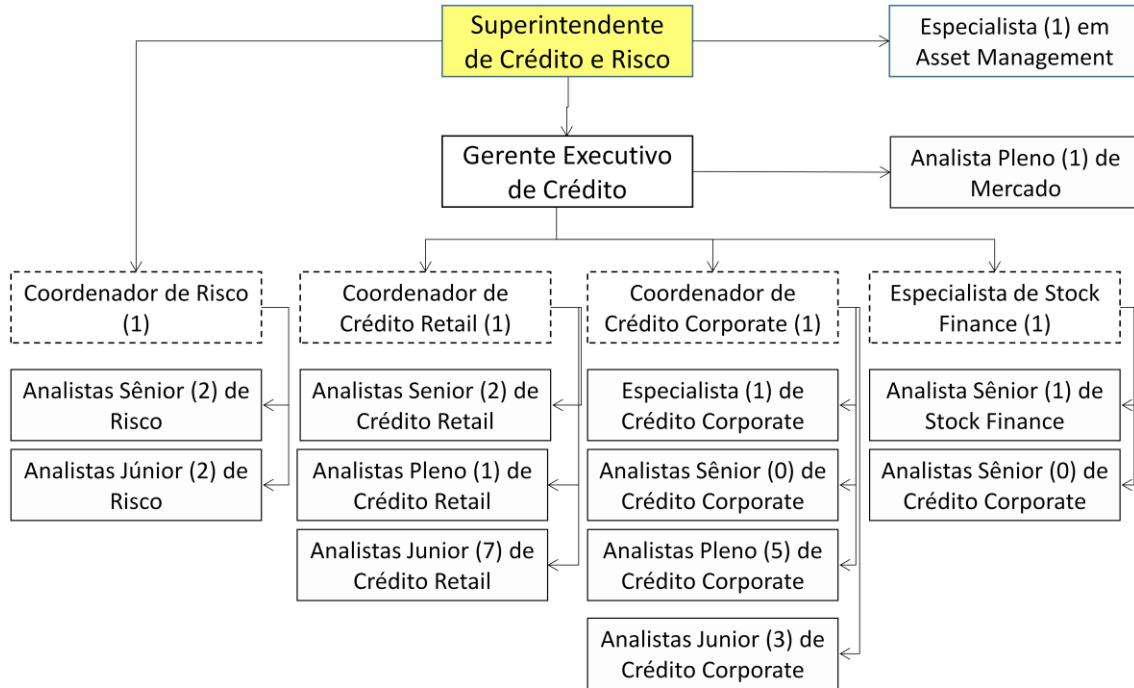 Superintendente
de Crédito e Risco
Especialista (1) em
Asset Management
Gerente Executivo
de Crédito
Analista Pleno (1) de
Mercado
Coordenador de Risco
(1)
Coordenador de
Crédito Retail (1)
Coordenador de
Crédito Corporate (1)
Especialista de Stock
Finance (1)
Analistas Sênior (2) de
Risco
Analistas Senior (2) de
Crédito Retail
Especialista (1) de
Crédito Corporate
Analista Sênior (1) de
Stock Finance
Analistas Júnior (2) de
Risco
Analistas Pleno (1) de
Crédito Retail
Analistas Sênior (0) de
Crédito Corporate
Analistas Sênior (0) de
Crédito Corporate
Analistas Junior (7) de
Crédito Retail
Analistas Pleno (5) de
Crédito Corporate
Analistas Junior (3) de
Crédito Corporate